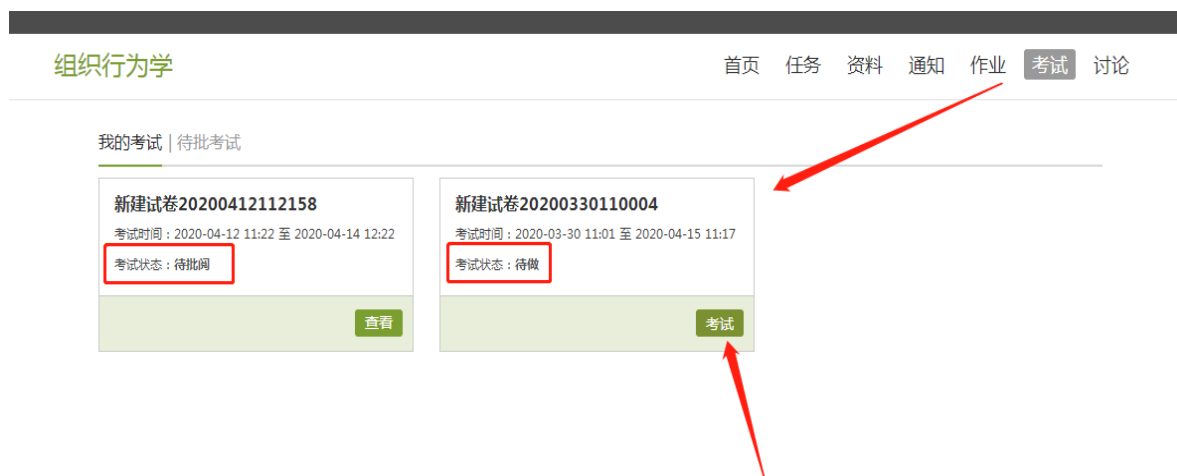 组织行为学
首页 任务 资料 通知 作业 考试 讨论
我的考试 | 待批考试
新建试卷20200412112158
考试时间：2020-04-12 11:22 至 2020-04-14 12:22
考试状态：待批阅
查看
新建试卷20200330110004
考试时间：2020-03-30 11:01 至 2020-04-15 11:17
考试状态：待做
考试